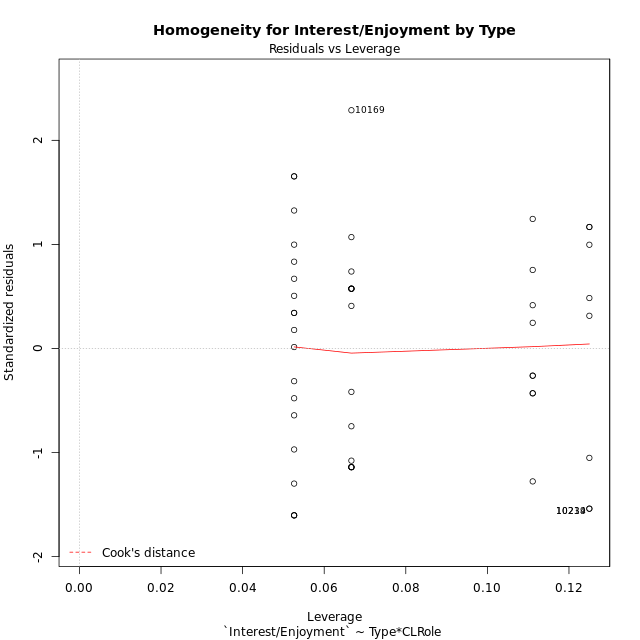 Homogeneity for Interest/Enjoyment by Type
Residuals vs Leverage
Standardized residuals
2
1
0
-1
-2
10169
Cook's distance
0.00 0.02 0.04 0.06 0.08 0.10 0.12
Leverage
`Interest/Enjoyment` ~ Type*CLRole